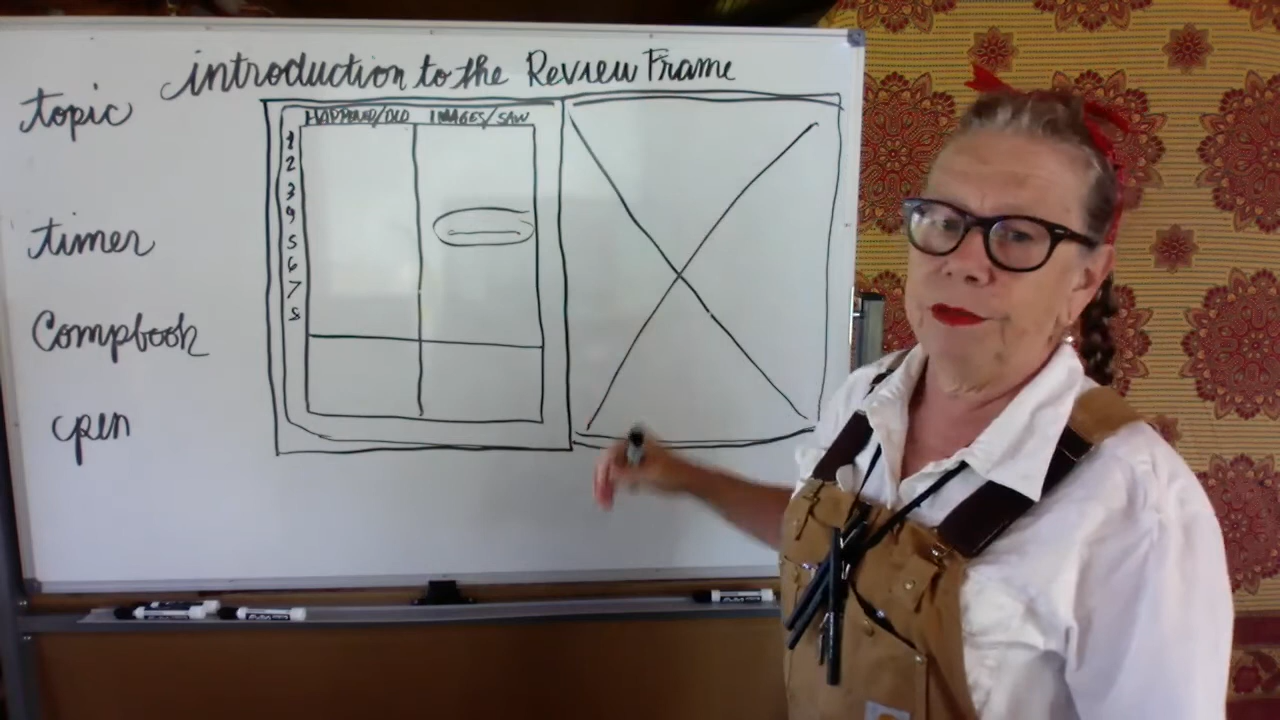 introduction to the Review Frame
topic
timer
Compbook
pen
HAPPENED/DID
IMAGES/SAW
1
2
3
4
5
6
7
8